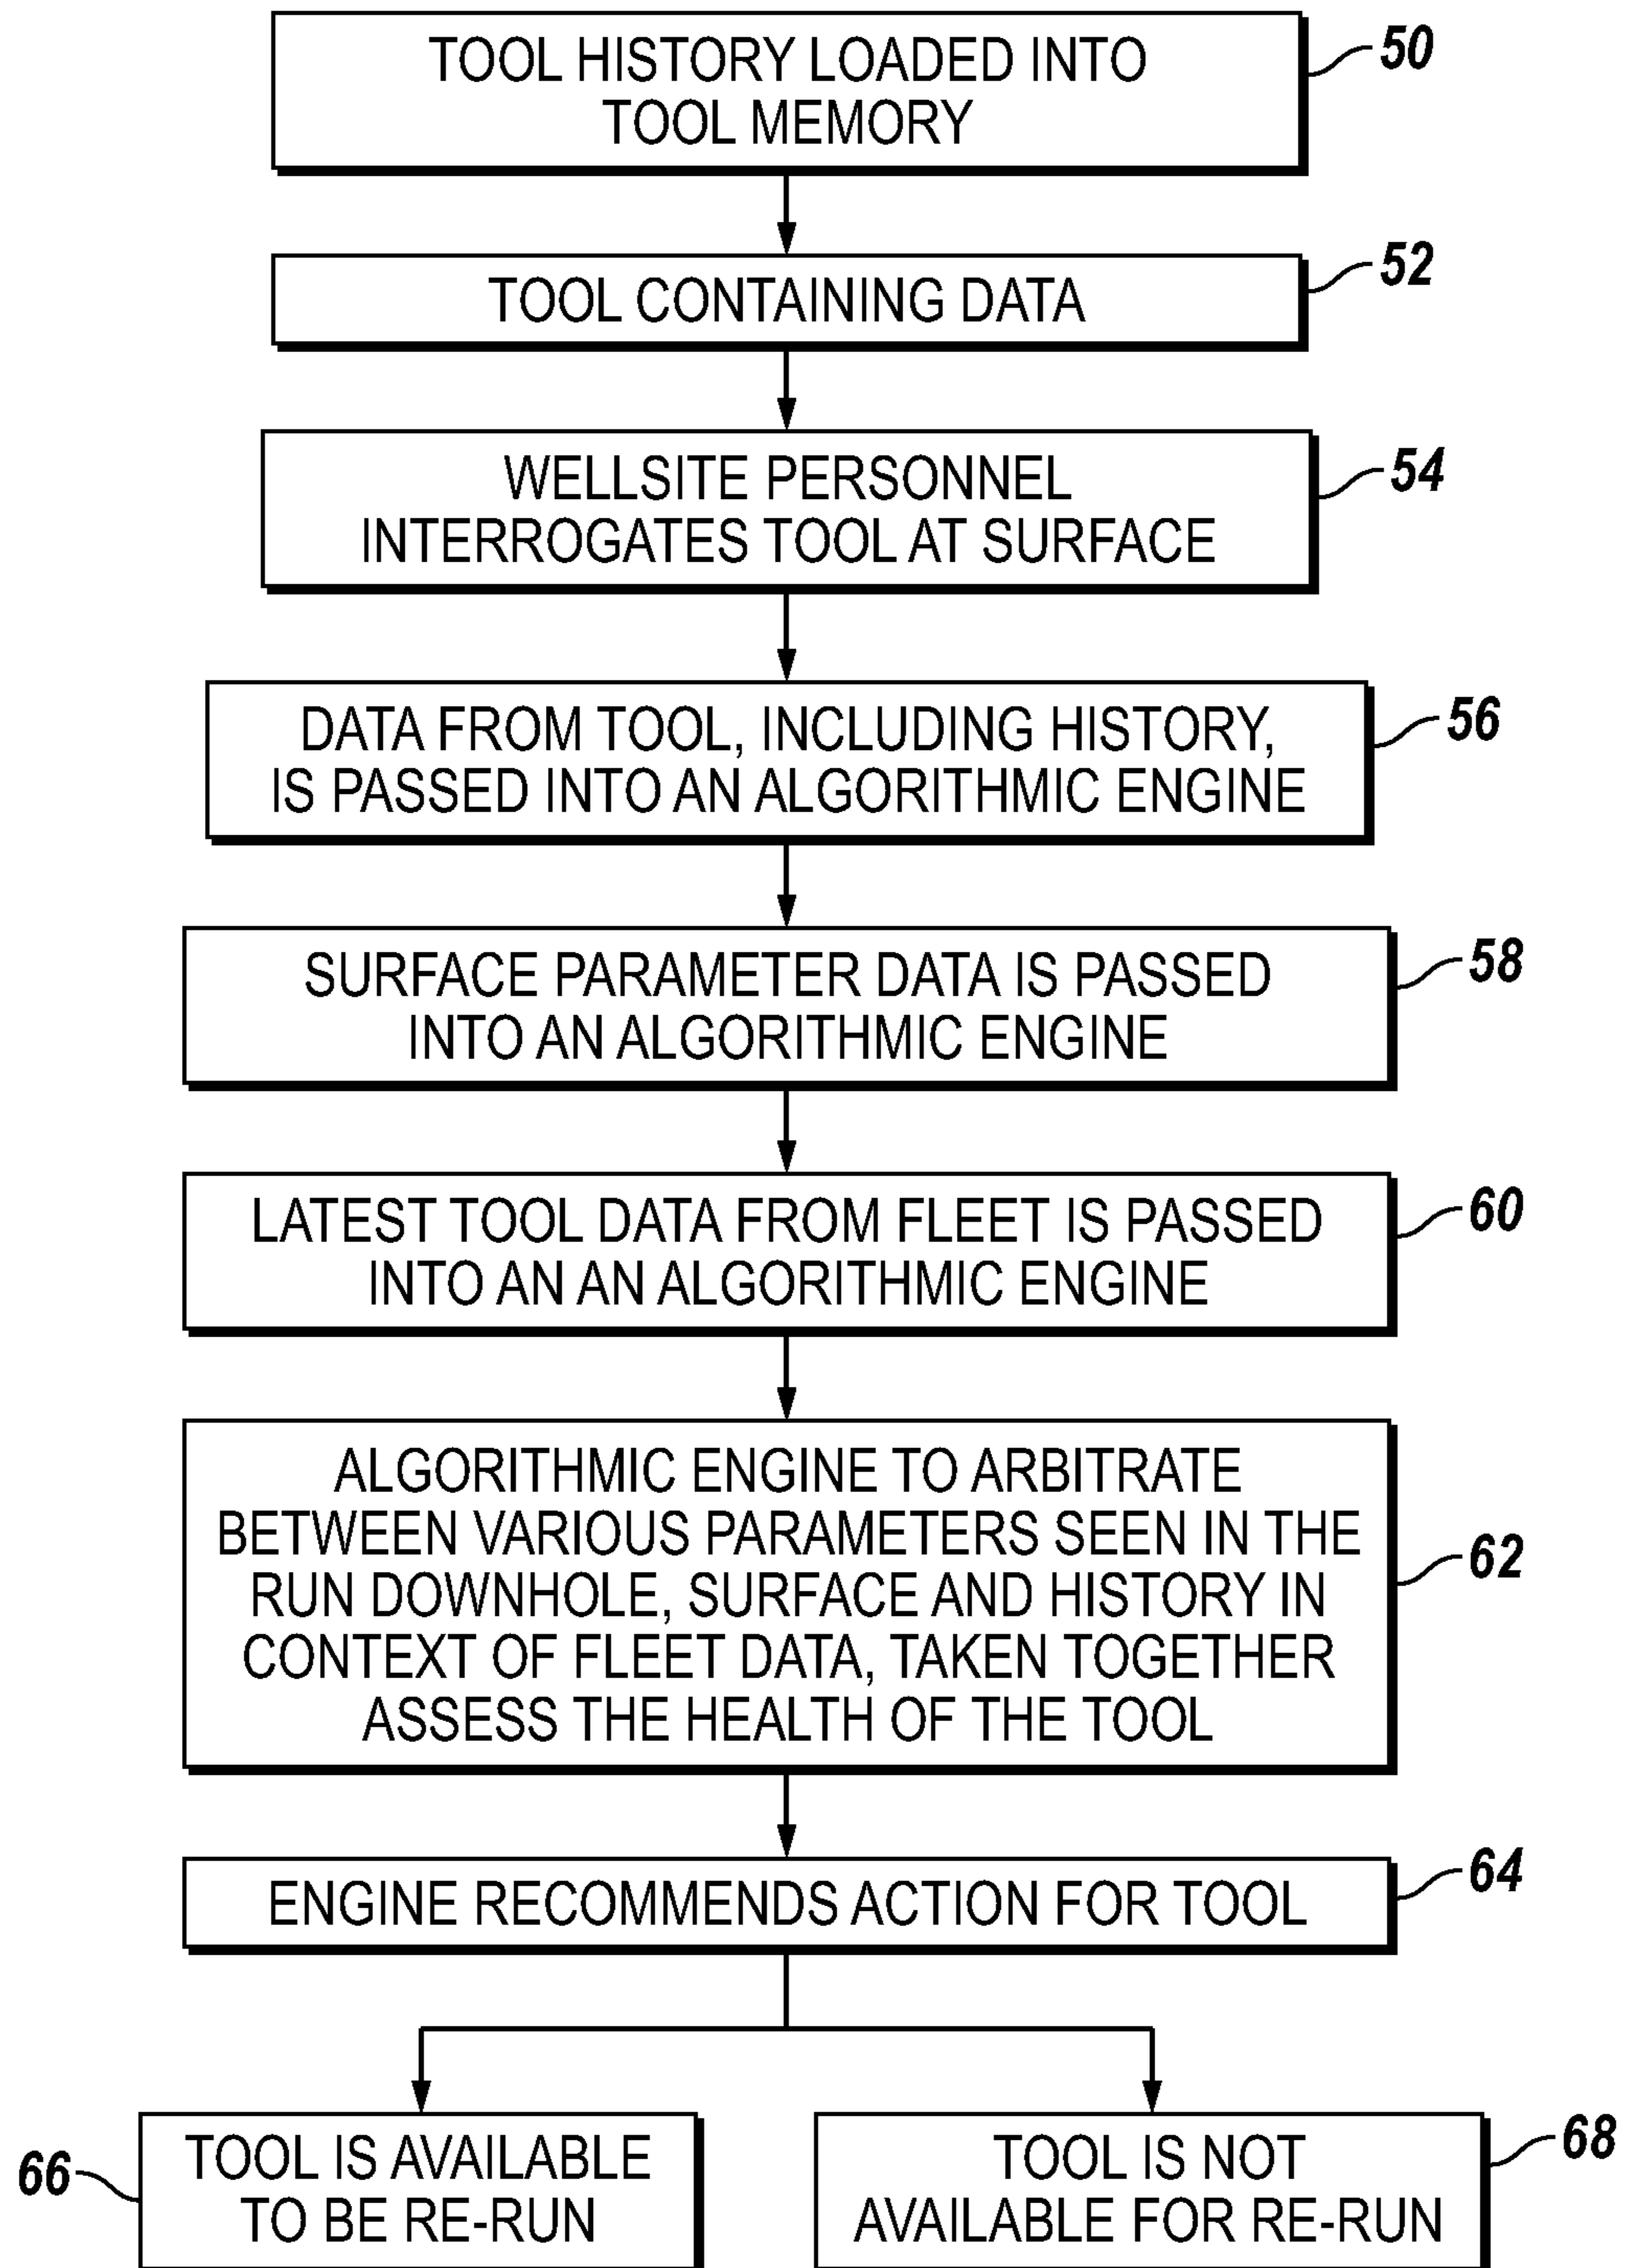 TOOL HISTORY LOADED INTO
TOOL MEMORY
50
TOOL CONTAINING DATA
52
WELLSITE PERSONNEL
INTERROGATES TOOL AT SURFACE
54
DATA FROM TOOL, INCLUDING HISTORY,
IS PASSED INTO AN ALGORITHMIC ENGINE
56
SURFACE PARAMETER DATA IS PASSED
INTO AN ALGORITHMIC ENGINE
58
LATEST TOOL DATA FROM FLEET IS PASSED
INTO AN AN ALGORITHMIC ENGINE
60
ALGORITHMIC ENGINE TO ARBITRATE
BETWEEN VARIOUS PARAMETERS SEEN IN THE
RUN DOWNHOLE, SURFACE AND HISTORY IN
CONTEXT OF FLEET DATA, TAKEN TOGETHER
ASSESS THE HEALTH OF THE TOOL
62
ENGINE RECOMMENDS ACTION FOR TOOL
64
66
TOOL IS AVAILABLE
TO BE RE-RUN
TOOL IS NOT
AVAILABLE FOR RE-RUN
68